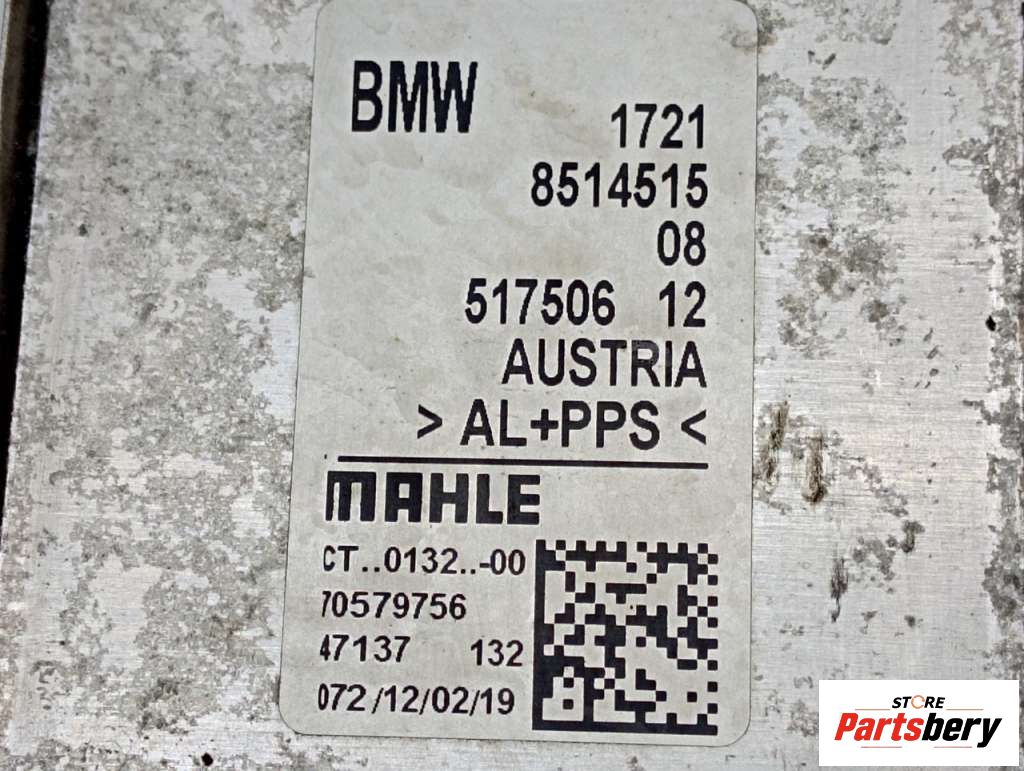 BMW
1721
8514515
08
517506 12
AUSTRIA
> AL+PPS <
MAHLE
CT..0132..-00
70579756
47137 132
072/12/02/19
STORE
Partsbery